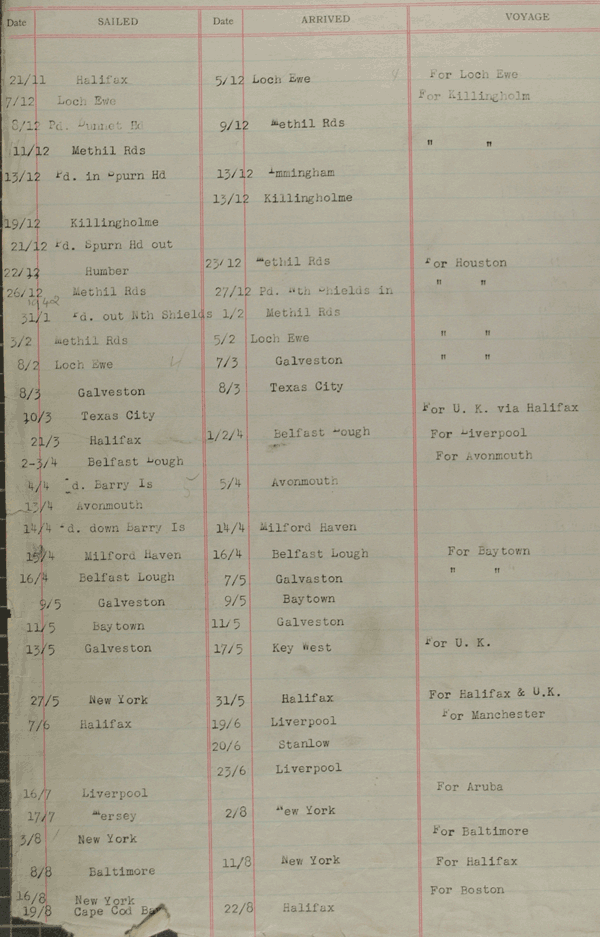 Date SAILED Date ARRIVED VOYAGE
21/11 Halifax 5/12 Loch Ewe For Loch Ewe
7/12 Loch Ewe For Killingholm
8/12 Pd. Dunnet Hd 9/12 Methil Rds
11/12 Methil Rds " "
13/12 Pd. in Spurn Hd 13/12 Immingham
13/12 Killingholme
19/12 Killingholme
21/12 Pd. Spurn Hd out
22/12 Humber 23/12 Methil Rds For Houston
26/12 Methil Rds 27/12 Pd. Nth Shields in " "
1942
31/1 Pd. out Nth Shields 1/2 Methil Rds
3/2 Methil Rds 5/2 Loch Ewe " "
8/2 Loch Ewe 7/3 Galveston " "
8/3 Galveston 8/3 Texas City
10/3 Texas City For U. K. via Halifax
21/3 Halifax 1/2/4 Belfast Lough For Liverpool
2-3/4 Belfast Lough For Avonmouth
4/4 Pd. Barry Is 5/4 Avonmouth
13/4 Avonmouth
14/4 Pd. down Barry Is 14/4 Milford Haven
15/4 Milford Haven 16/4 Belfast Lough For Baytown
16/4 Belfast Lough 7/5 Galvaston " "
9/5 Galveston 9/5 Baytown
11/5 Baytown 11/5 Galveston
13/5 Galveston 17/5 Key West For U. K.
27/5 New York 31/5 Halifax For Halifax & U.K.
7/6 Halifax 19/6 Liverpool For Manchester
20/6 Stanlow
23/6 Liverpool
16/7 Liverpool For Aruba
17/7 Mersey 2/8 New York
3/8 New York For Baltimore
8/8 Baltimore 11/8 New York For Halifax
16/8 New York For Boston
19/8 Cape Cod 22/8 Halifax